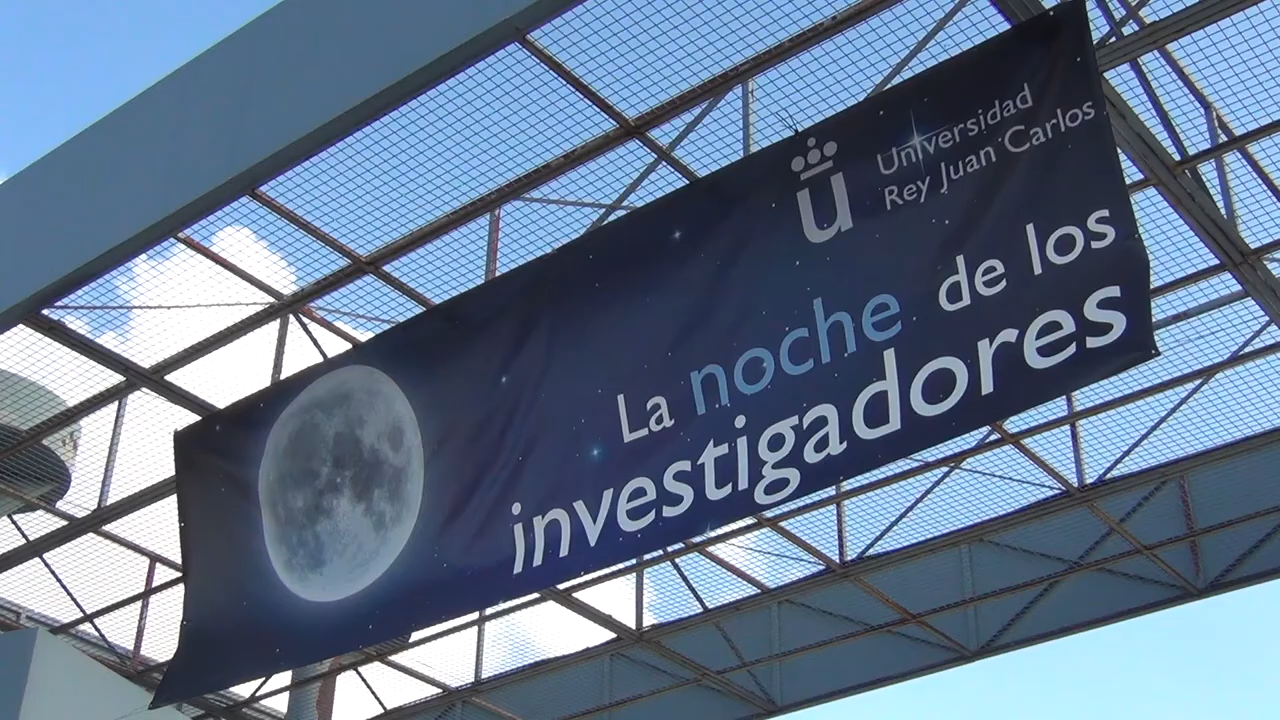 ü
Universidad
Rey Juan Carlos
La noche de los
investigadores